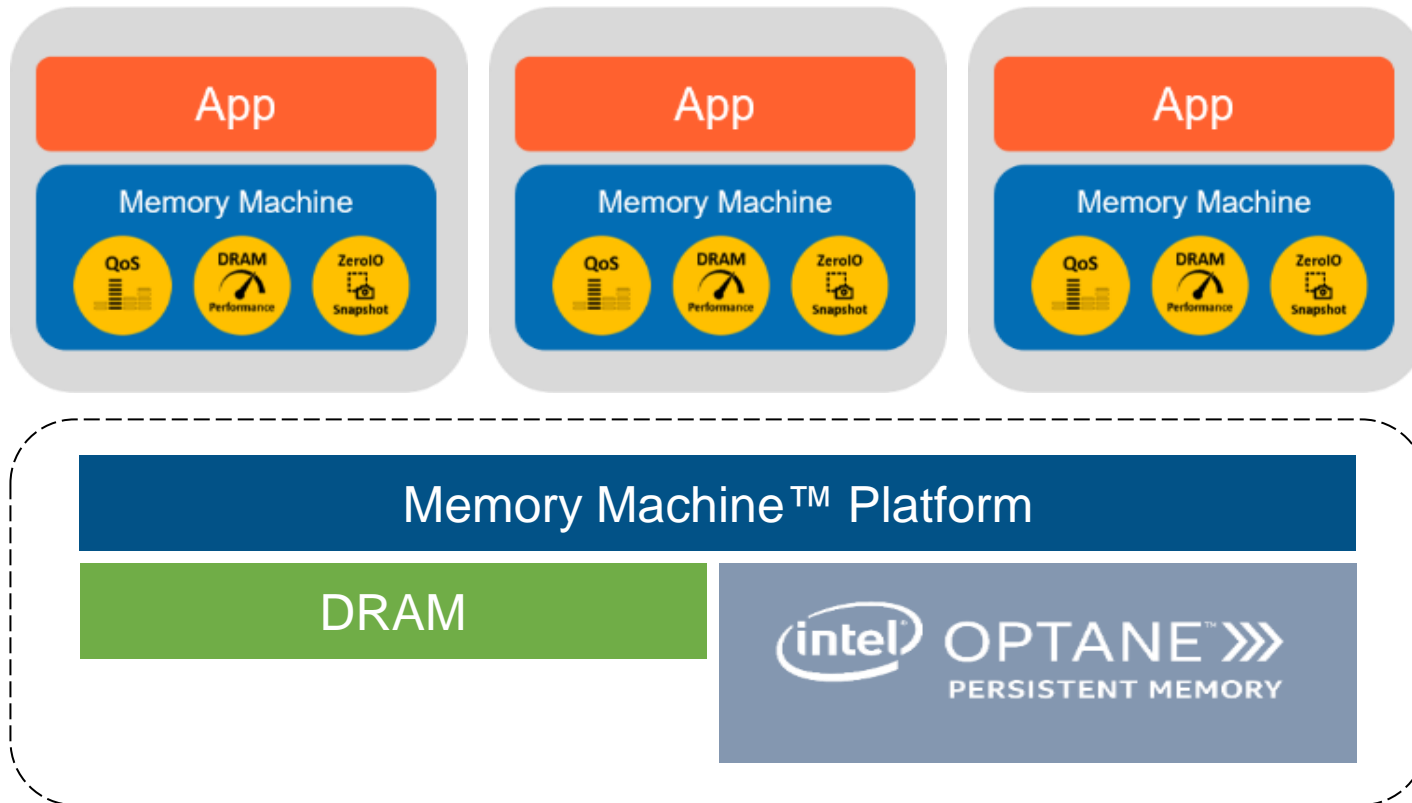 App
App
App
Memory Machine
Memory Machine
Memory Machine
QoS
DRAM
Performance
ZeroIO
Snapshot
QoS
DRAM
Performance
ZeroIO
Snapshot
QoS
DRAM
Performance
ZeroIO
Snapshot
Memory Machine™ Platform
DRAM
intel® OPTANE™
PERSISTENT MEMORY